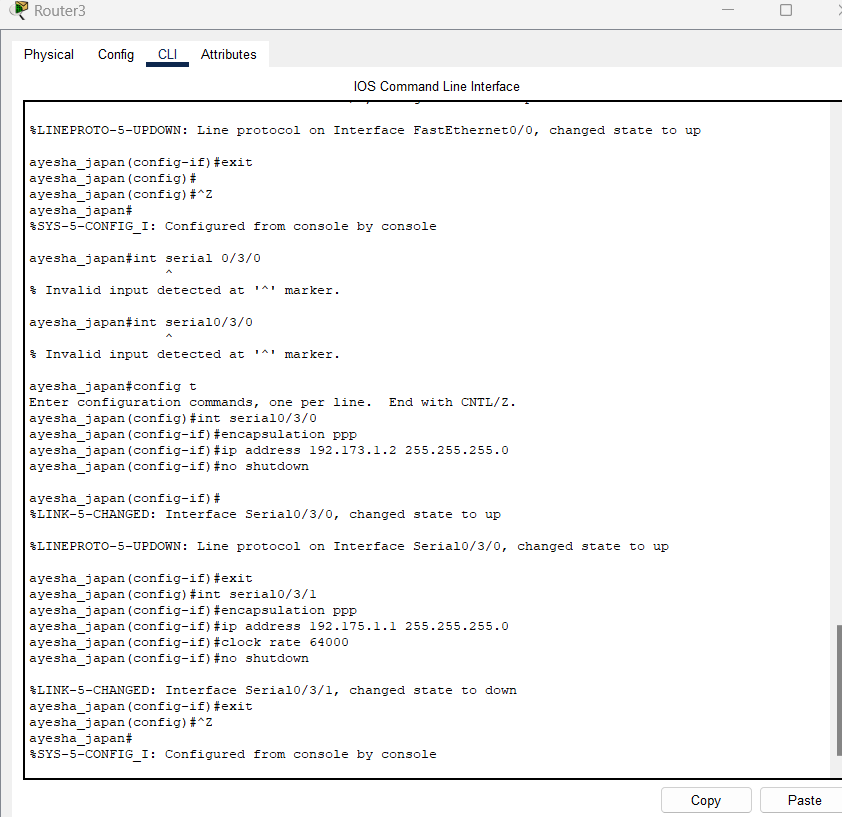 Router3
Physical Config CLI Attributes
IOS Command Line Interface
%LINEPROTO-5-UPDOWN: Line protocol on Interface FastEthernet0/0, changed state to up
ayesha_japan(config-if)#exit
ayesha_japan(config)#
ayesha_japan(config)#^Z
ayesha_japan#
%SYS-5-CONFIG_I: Configured from console by console
ayesha_japan#int serial 0/3/0
^
% Invalid input detected at '^' marker.
ayesha_japan#int serial0/3/0
^
% Invalid input detected at '^' marker.
ayesha_japan#config t
Enter configuration commands, one per line. End with CNTL/Z.
ayesha_japan(config)#int serial0/3/0
ayesha_japan(config-if)#encapsulation ppp
ayesha_japan(config-if)#ip address 192.173.1.2 255.255.255.0
ayesha_japan(config-if)#no shutdown
ayesha_japan(config-if)#
%LINK-5-CHANGED: Interface Serial0/3/0, changed state to up
%LINEPROTO-5-UPDOWN: Line protocol on Interface Serial0/3/0, changed state to up
ayesha_japan(config-if)#exit
ayesha_japan(config)#int serial0/3/1
ayesha_japan(config-if)#encapsulation ppp
ayesha_japan(config-if)#ip address 192.175.1.1 255.255.255.0
ayesha_japan(config-if)#clock rate 64000
ayesha_japan(config-if)#no shutdown
%LINK-5-CHANGED: Interface Serial0/3/1, changed state to down
ayesha_japan(config-if)#exit
ayesha_japan(config)#^Z
ayesha_japan#
%SYS-5-CONFIG_I: Configured from console by console
Copy Paste